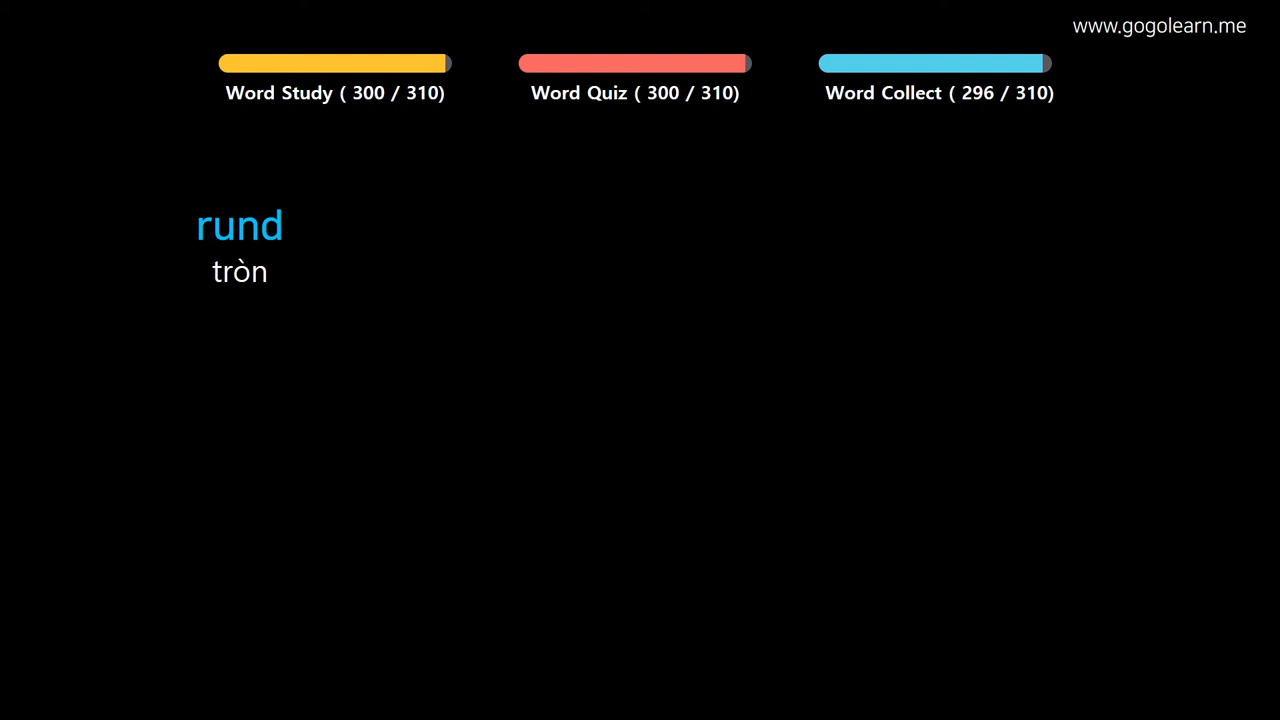 www.gogolearn.me
Word Study ( 300 / 310)
Word Quiz ( 300 / 310)
Word Collect ( 296 / 310)
rund
tròn